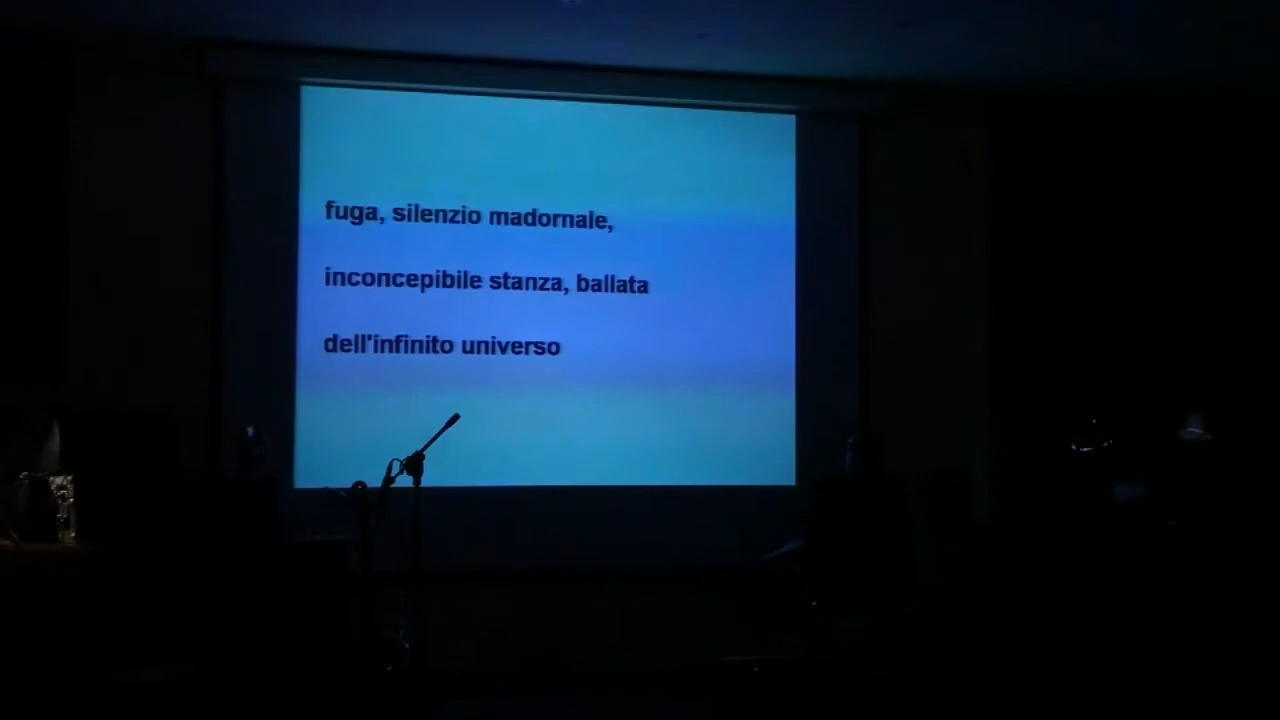 fuga, silenzio madornale,
inconcepibile stanza, ballata
dell'infinito universo